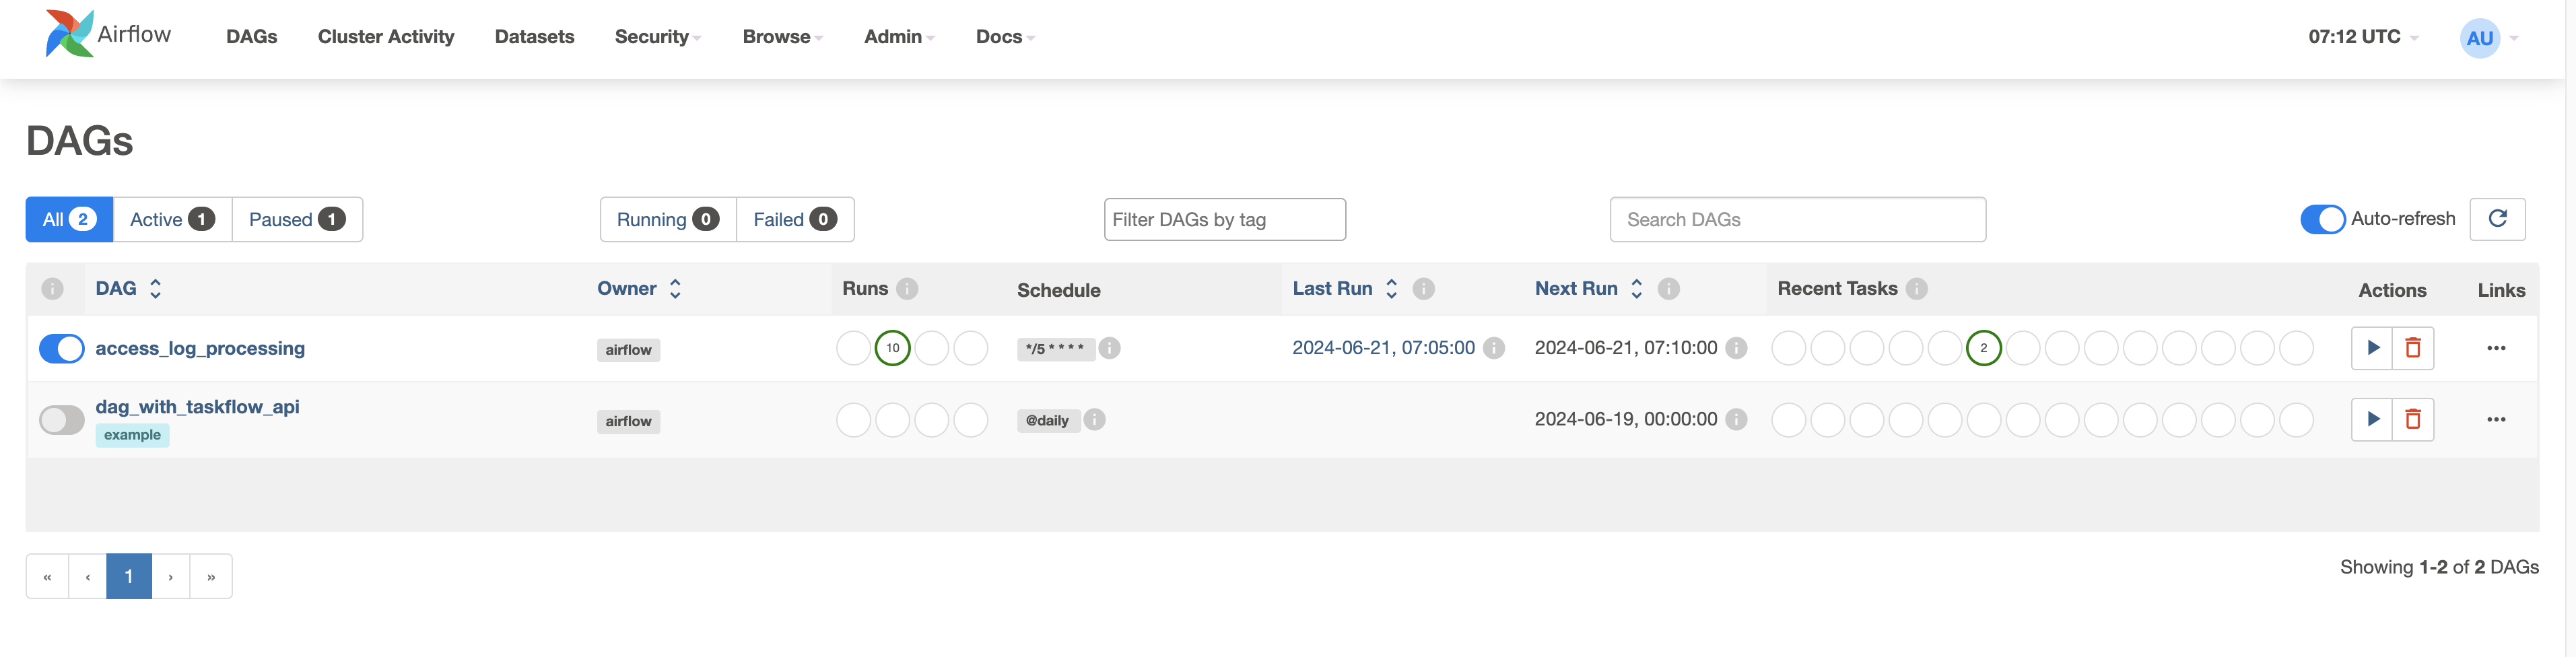 Airflow DAGs Cluster Activity Datasets Security Browse Admin Docs 07:12 UTC AU
DAGs
All 2 Active 1 Paused 1 Running 0 Failed 0 Filter DAGs by tag Search DAGs Auto-refresh
DAG Owner Runs Schedule Last Run Next Run Recent Tasks Actions Links
access_log_processing airflow 10 */5 * * * * 2024-06-21, 07:05:00 2024-06-21, 07:10:00 2 ...
dag_with_taskflow_api airflow @daily 2024-06-19, 00:00:00 ...
example
« ‹ 1 › » Showing 1-2 of 2 DAGs